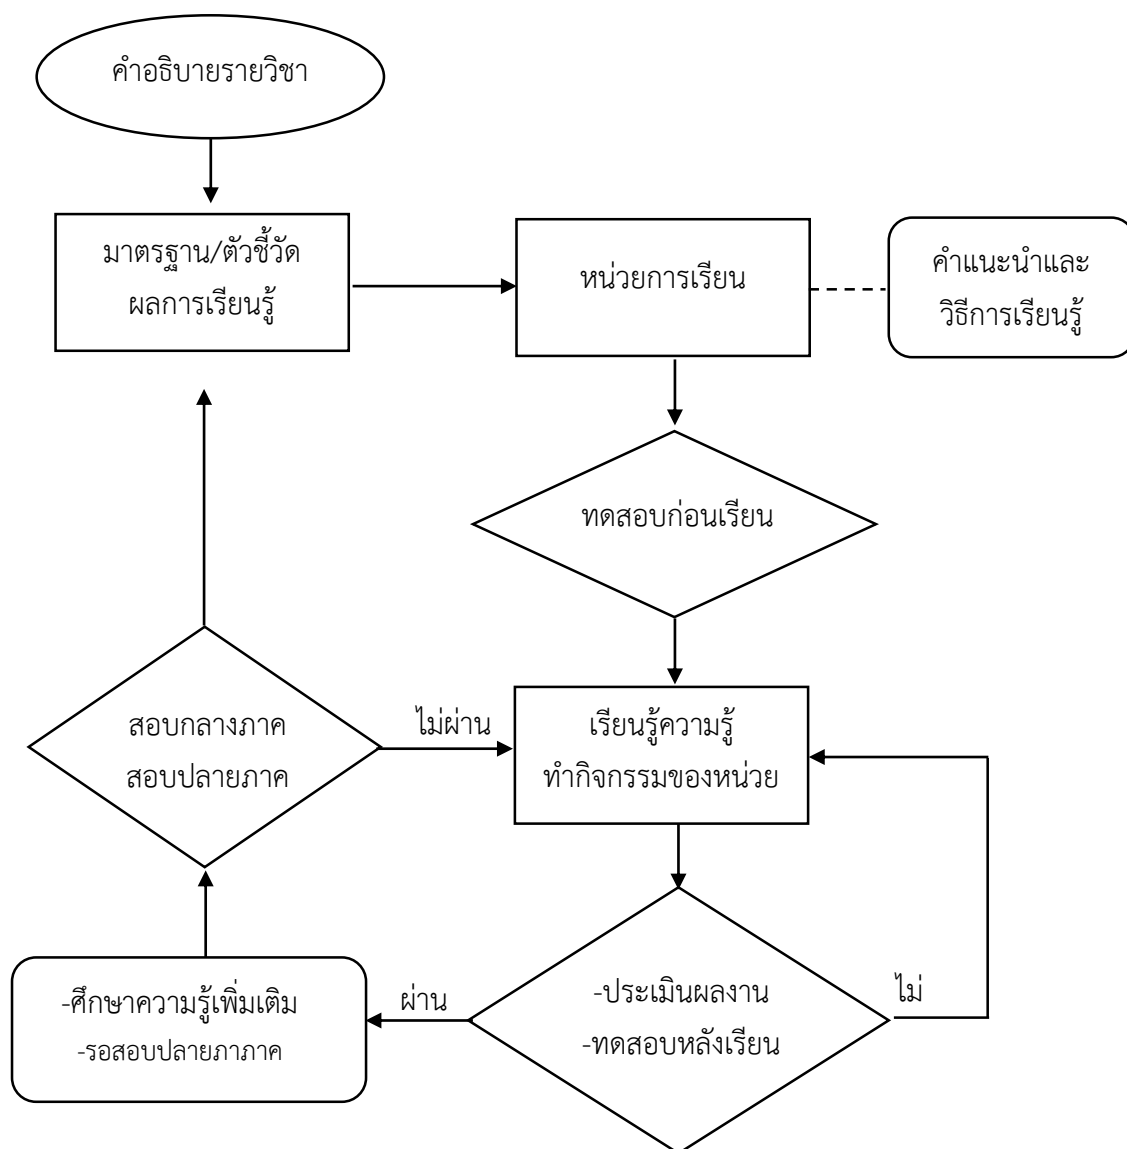 คำอธิบายรายวิชา
มาตรฐาน/ตัวชี้วัด
ผลการเรียนรู้
หน่วยการเรียน
คำแนะนำและ
วิธีการเรียนรู้
ทดสอบก่อนเรียน
สอบกลางภาค
สอบปลายภาค
ไม่ผ่าน
เรียนรู้ความรู้
ทำกิจกรรมของหน่วย
-ศึกษาความรู้เพิ่มเติม
-รอสอบปลายภาภาค
ผ่าน
-ประเมินผลงาน
-ทดสอบหลังเรียน
ไม่